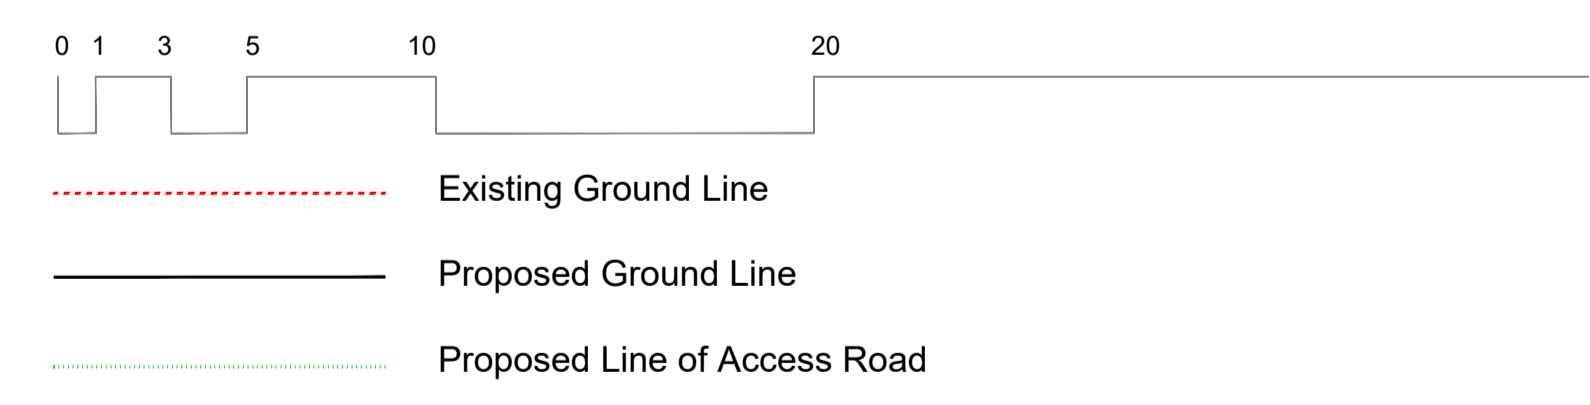 0 1 3 5 10 20
Existing Ground Line
Proposed Ground Line
Proposed Line of Access Road